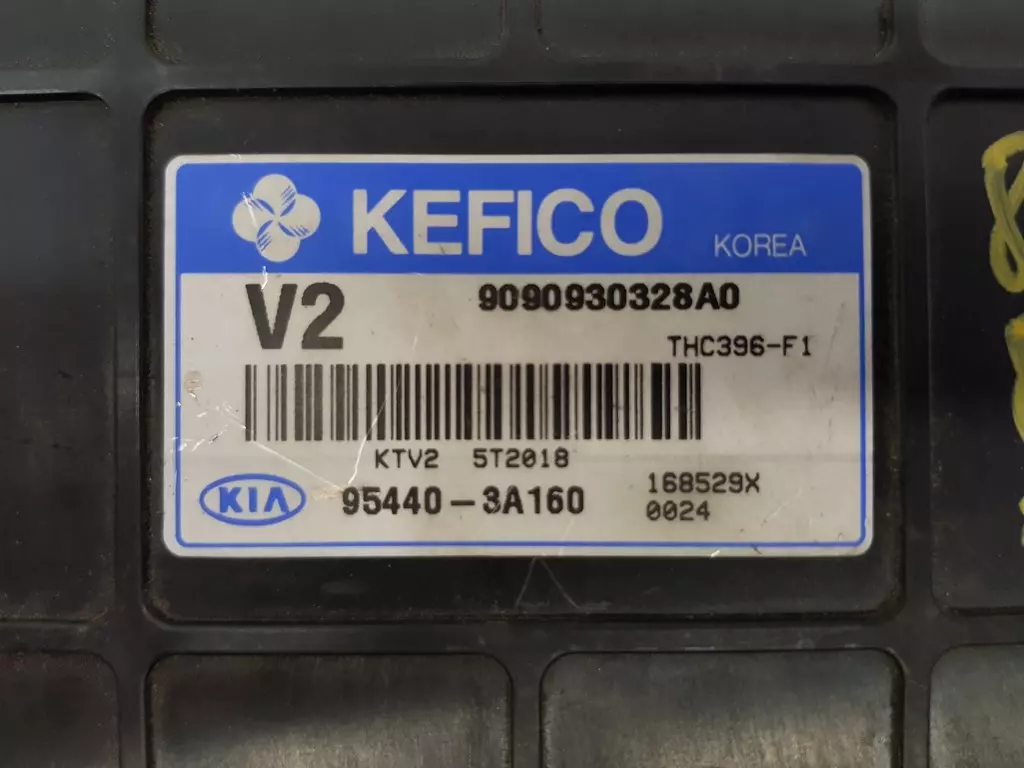 KEFICO KOREA
V2 9090930328A0
THC396-F1
KTV2 5T2018
KIA 95440-3A160 168529X
0024